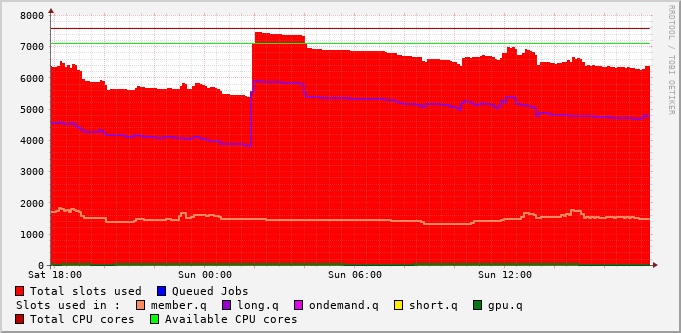 8000
7000
6000
5000
4000
3000
2000
1000
0
Sat 18:00 Sun 00:00 Sun 06:00 Sun 12:00
RRDTOOL / TOBI OETIKER
Total slots used Queued Jobs
Slots used in : member.q long.q ondemand.q short.q gpu.q
Total CPU cores Available CPU cores